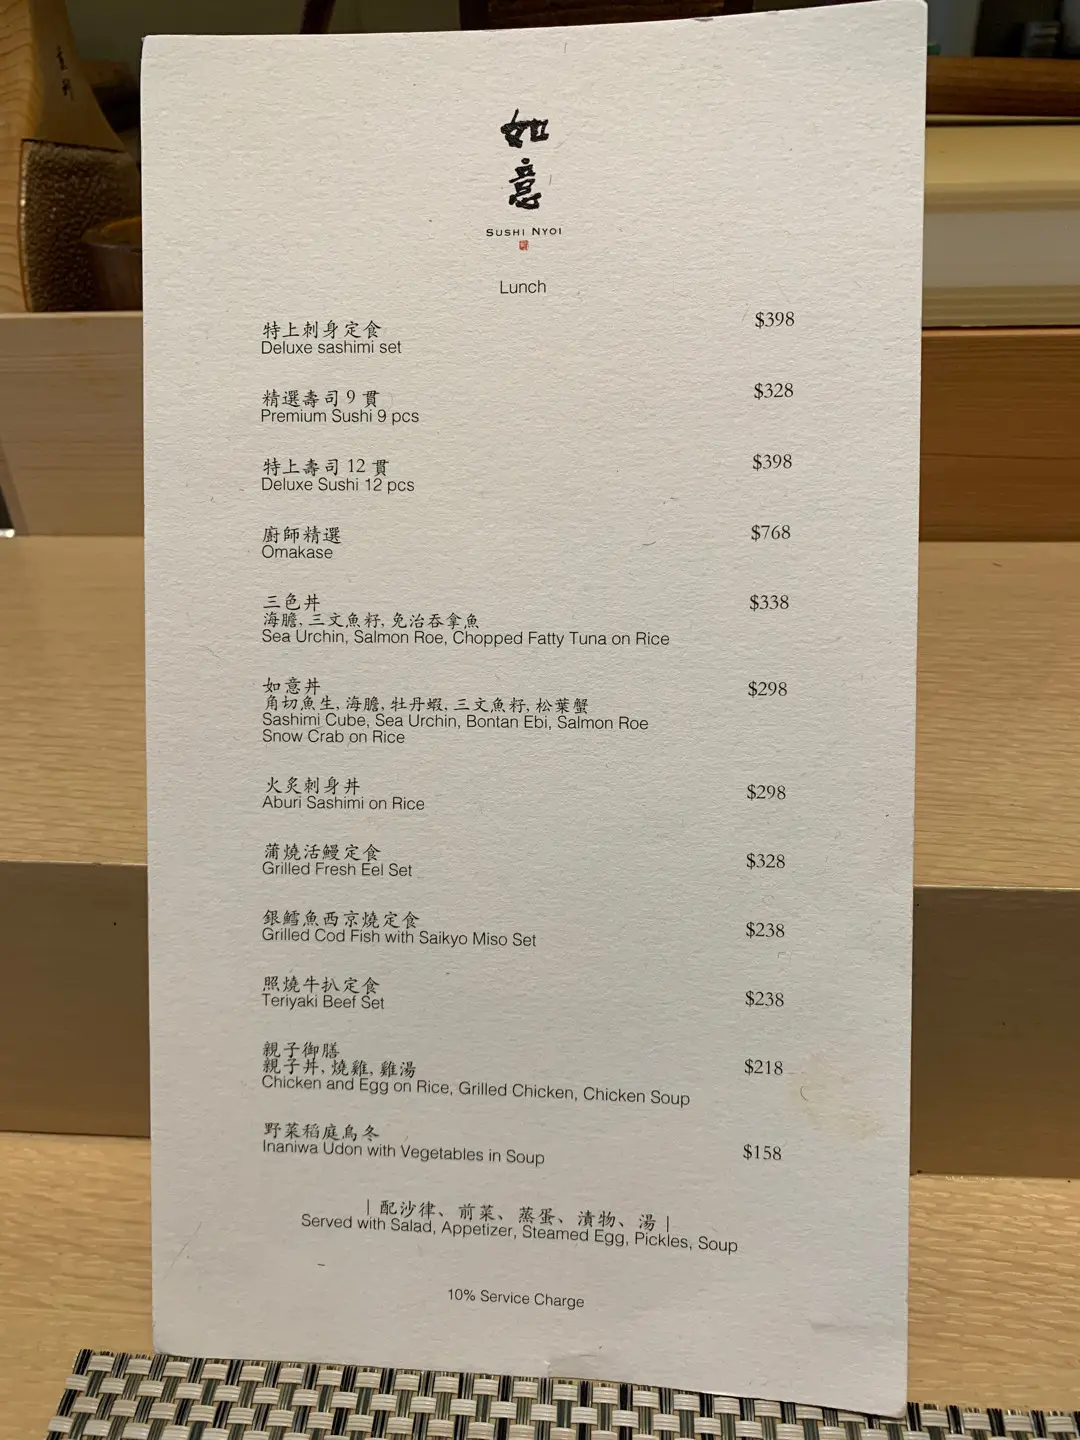 如
意
SUSHI NYOI
Lunch
特上刺身定食 $398
Deluxe sashimi set
精選壽司 9 貫 $328
Premium Sushi 9 pcs
特上壽司 12 貫 $398
Deluxe Sushi 12 pcs
廚師精選 $768
Omakase
三色丼 $338
海膽, 三文魚籽, 免治吞拿魚
Sea Urchin, Salmon Roe, Chopped Fatty Tuna on Rice
如意丼 $298
角切魚生, 海膽, 牡丹蝦, 三文魚籽, 松葉蟹
Sashimi Cube, Sea Urchin, Bontan Ebi, Salmon Roe
Snow Crab on Rice
火炙刺身丼 $298
Aburi Sashimi on Rice
蒲燒活鰻定食 $328
Grilled Fresh Eel Set
銀鱈魚西京燒定食 $238
Grilled Cod Fish with Saikyo Miso Set
照燒牛扒定食 $238
Teriyaki Beef Set
親子御膳
親子丼, 燒雞, 雞湯 $218
Chicken and Egg on Rice, Grilled Chicken, Chicken Soup
野菜稻庭烏冬 $158
Inaniwa Udon with Vegetables in Soup
| 配沙律、前菜、蒸蛋、漬物、湯 |
Served with Salad, Appetizer, Steamed Egg, Pickles, Soup
10% Service Charge